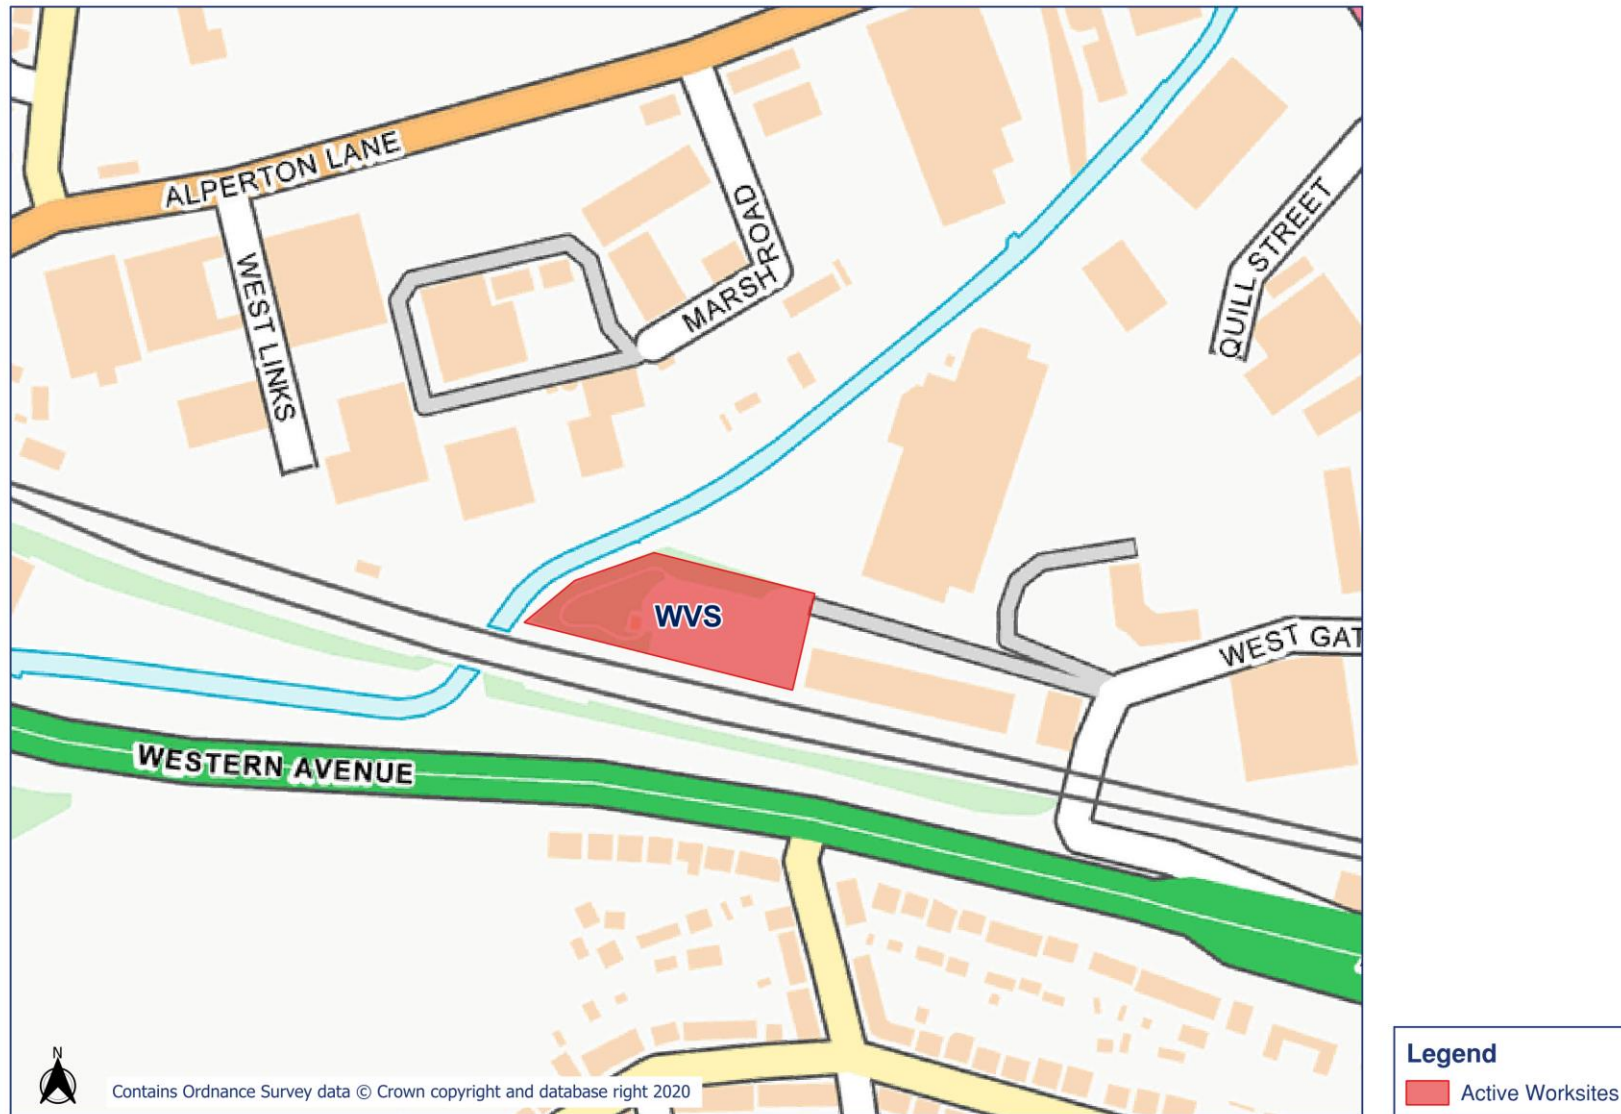 ALPERTON LANE
WEST LINKS
MARSH ROAD
QUILL STREET
WVS
WEST GAT
WESTERN AVENUE
N
Contains Ordnance Survey data © Crown copyright and database right 2020
Legend
Active Worksites